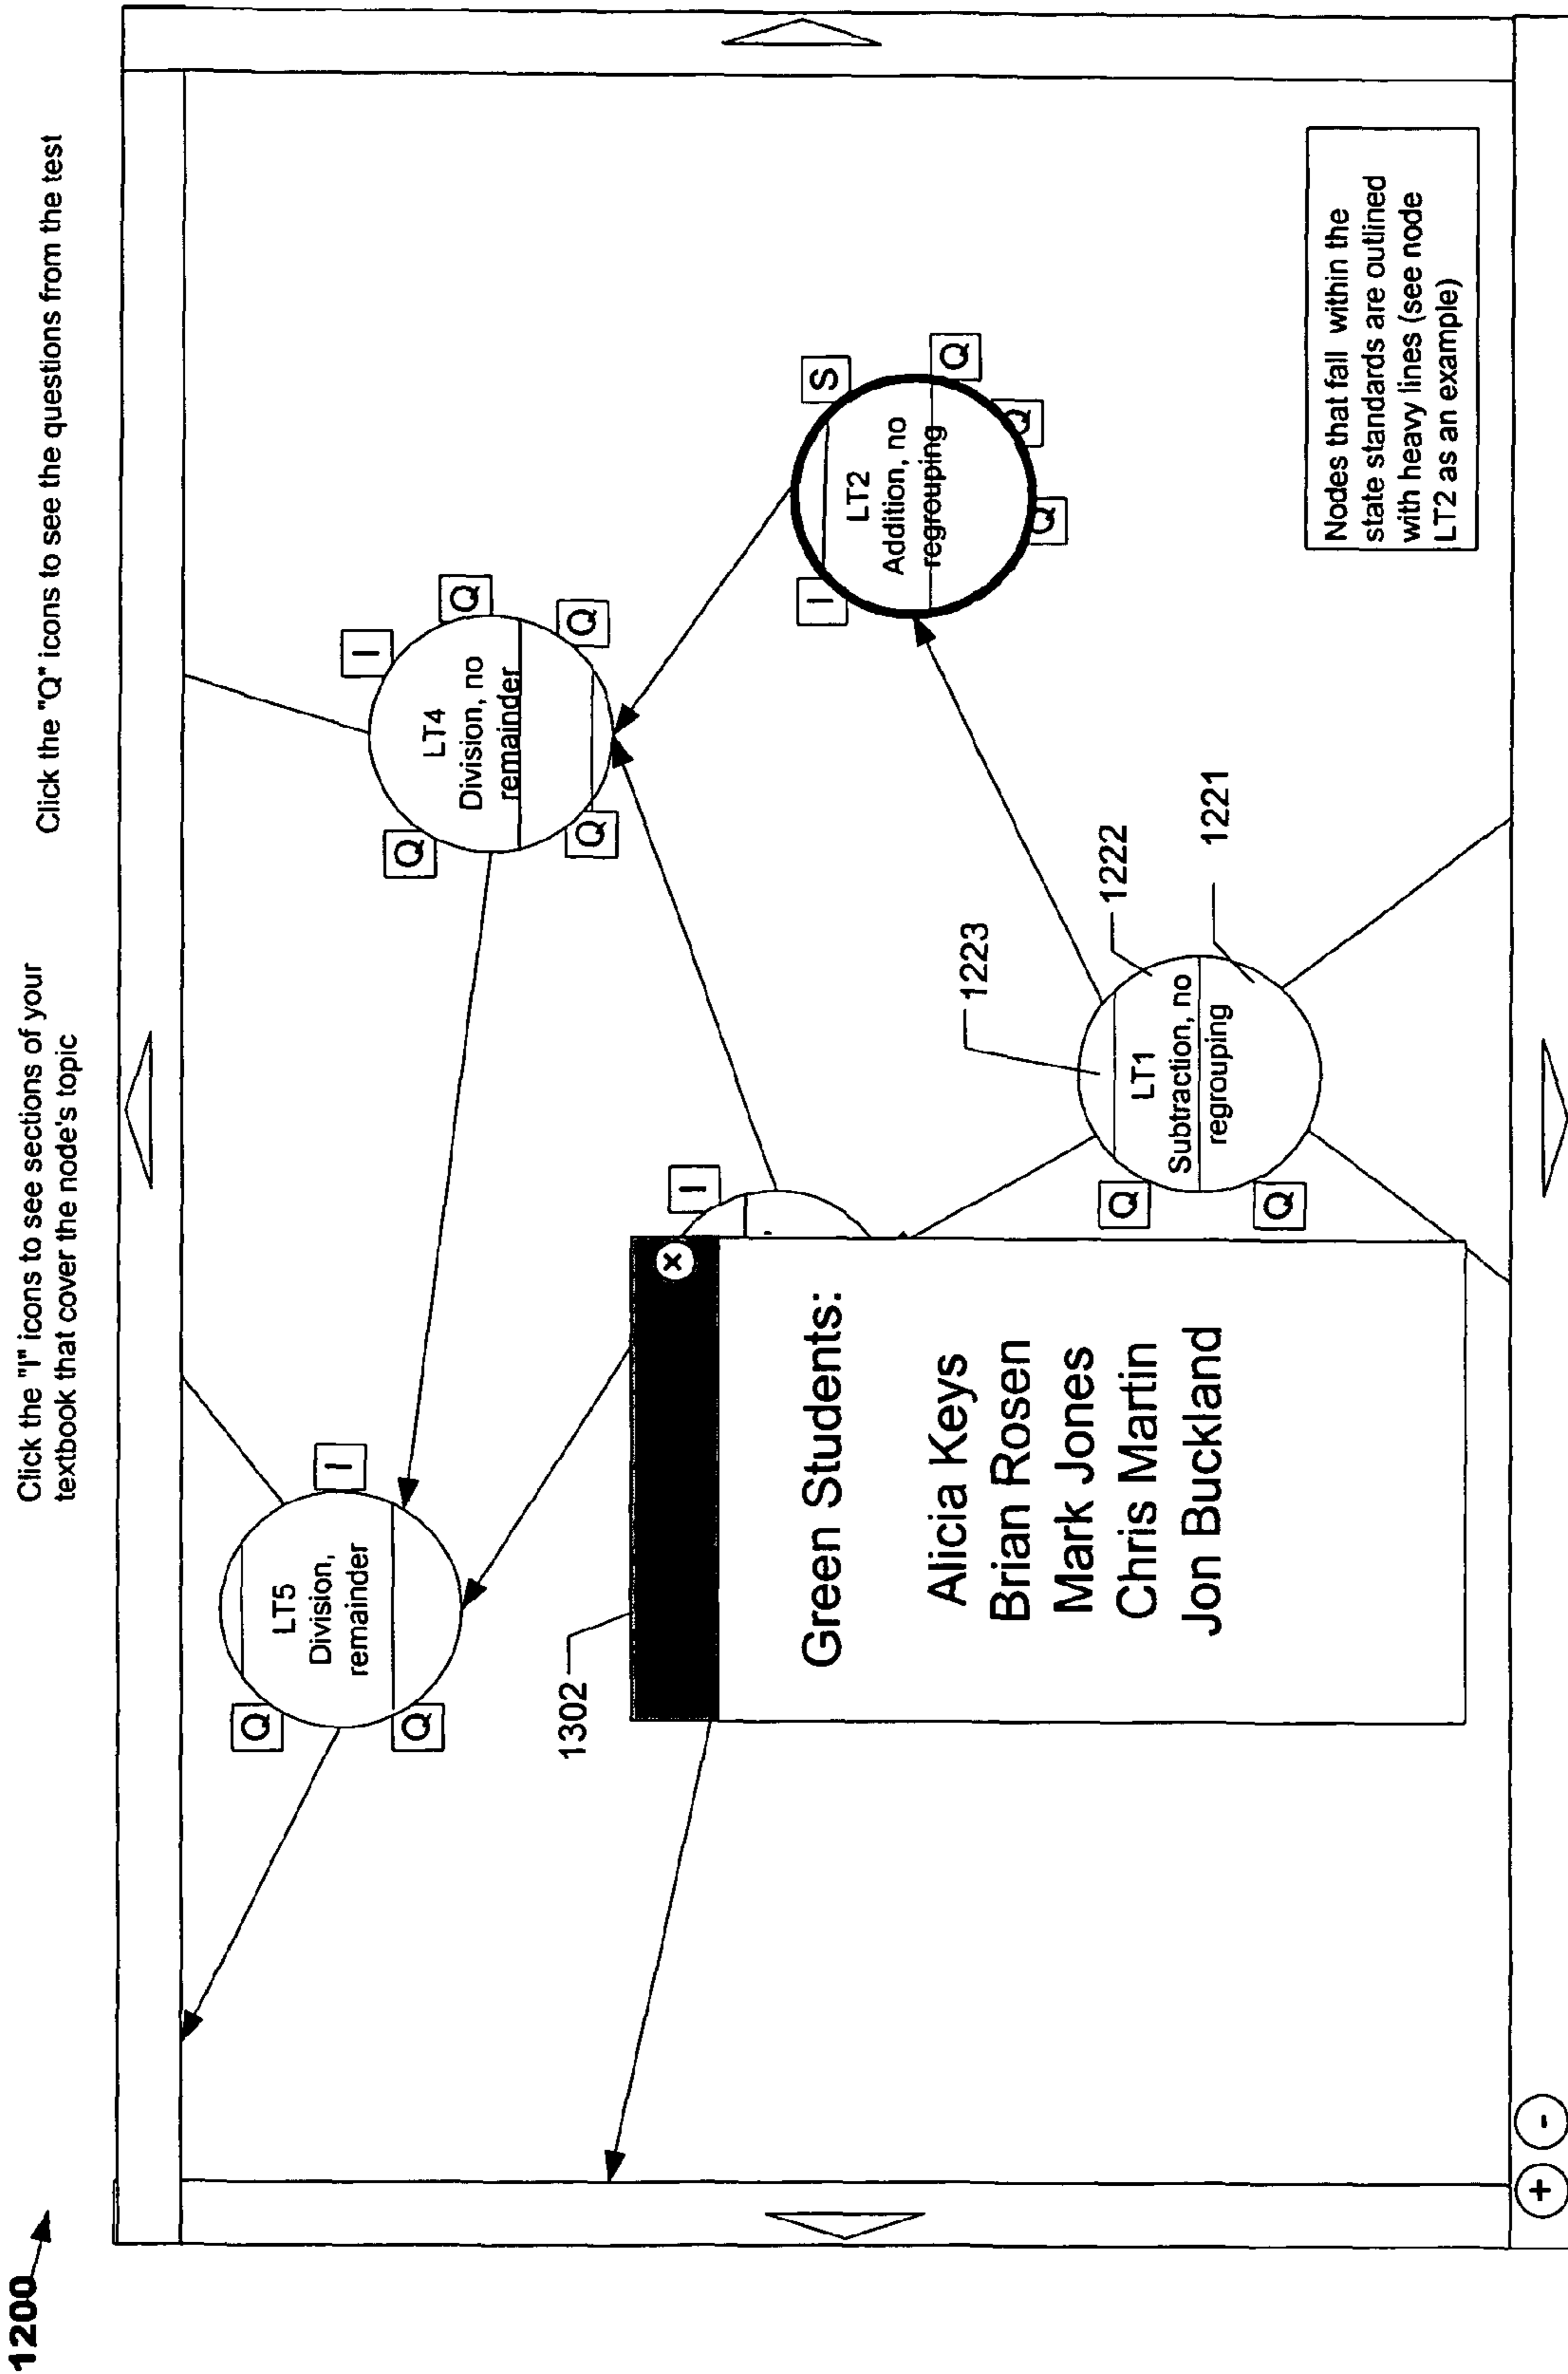 1200
Click the "I" icons to see sections of your
textbook that cover the node's topic
Click the "Q" icons to see the questions from the test
Q
Q
LT5
Division,
remainder
I
Q
I
Q
Q
Q
LT4
Division, no
remainder
1302
x
Green Students:
Alicia Keys
Brian Rosen
Mark Jones
Chris Martin
Jon Buckland
I
I
S
LT2
Addition, no
regrouping
Q
Q
Q
1223
1222
1221
Q
Q
LT1
Subtraction, no
regrouping
Nodes that fall within the
state standards are outlined
with heavy lines (see node
LT2 as an example)
+
-